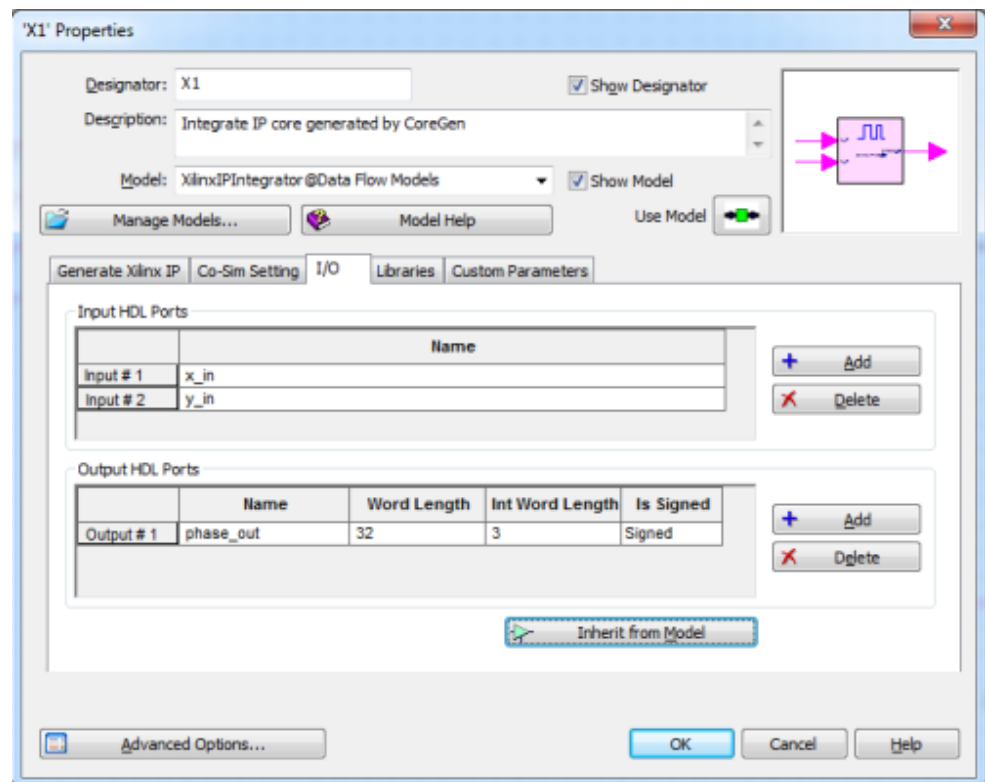 'X1' Properties
Designator: X1
Show Designator
Description: Integrate IP core generated by CoreGen
Model: XilinxIPIntegrator@Data Flow Models
Show Model
Manage Models...
Model Help
Use Model
Generate Xilinx IP Co-Sim Setting I/O Libraries Custom Parameters
Input HDL Ports
Name
Input # 1 x_in
Input # 2 y_in
Add
Delete
Output HDL Ports
Name Word Length Int Word Length Is Signed
Output # 1 phase_out 32 3 Signed
Add
Delete
Inherit from Model
Advanced Options...
OK Cancel Help